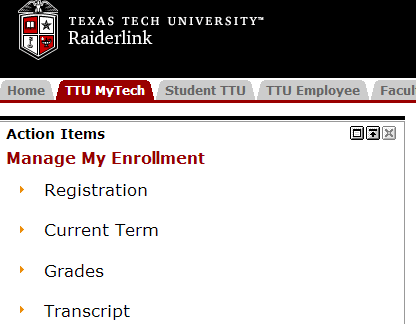 TEXAS TECH UNIVERSITY™
Raiderlink
Home TTU MyTech Student TTU TTU Employee Facul
Action Items
Manage My Enrollment
Registration
Current Term
Grades
Transcript